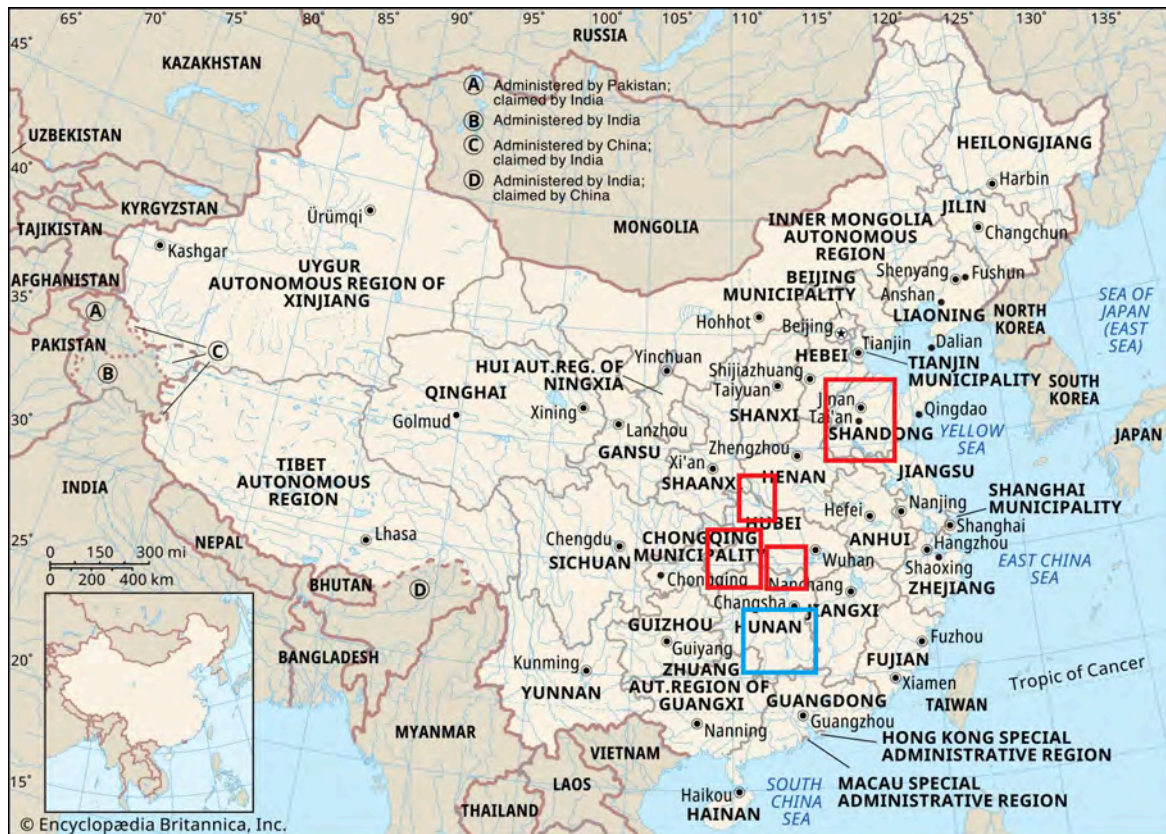 65° 70° 75° 80° 85° 90° 95° 100° 105° 110° 115° 120° 125° 130° 135°
45°
40°
35°
30°
25°
20°
15°
RUSSIA
KAZAKHSTAN
A Administered by Pakistan;
claimed by India
B Administered by India
C Administered by China;
claimed by India
D Administered by India;
claimed by China
UZBEKISTAN
KYRGYZSTAN
TAJIKISTAN
AFGHANISTAN
PAKISTAN
A
B
C
D
Kashgar
Ürümqi
UYGUR
AUTONOMOUS REGION OF
XINJIANG
MONGOLIA
HEILONGJIANG
Harbin
JILIN
Changchun
INNER MONGOLIA
AUTONOMOUS
REGION
Shenyang
Fushun
Anshan
LIAONING
BEIJING
MUNICIPALITY
Beijing
Hohhot
NORTH
KOREA
SEA OF
JAPAN
(EAST
SEA)
Dalian
Tianjin
TIANJIN
MUNICIPALITY
HEBEI
Shijiazhuang
Taiyuan
SHANXI
HUI AUT.REG. OF
NINGXIA
Yinchuan
QINGHAI
Golmud
Xining
Lanzhou
GANSU
Jinan
Tai'an
SHANDONG
Qingdao
YELLOW
SEA
SOUTH
KOREA
JAPAN
Zhengzhou
HENAN
Xi'an
SHAANXI
JIANGSU
TIBET
AUTONOMOUS
REGION
Lhasa
INDIA
NEPAL
BHUTAN
BANGLADESH
MYANMAR
Hefei
Nanjing
ANHUI
SHANGHAI
MUNICIPALITY
Shanghai
Hangzhou
Shaoxing
ZHEJIANG
EAST CHINA
SEA
HUBEI
Wuhan
Chengdu
SICHUAN
CHONGQING
MUNICIPALITY
Chongqing
Nanchang
Changsha
JIANGXI
HUNAN
GUIZHOU
Guiyang
Kunming
YUNNAN
ZHUANG
AUT.REGION OF
GUANGXI
Nanning
GUANGDONG
Guangzhou
Fuzhou
FUJIAN
Xiamen
TAIWAN
Tropic of Cancer
HONG KONG SPECIAL
ADMINISTRATIVE REGION
MACAU SPECIAL
ADMINISTRATIVE REGION
VIETNAM
LAOS
THAILAND
Haikou
HAINAN
SOUTH
CHINA
SEA
0 150 300 mi
0 200 400 km
© Encyclopædia Britannica, Inc.